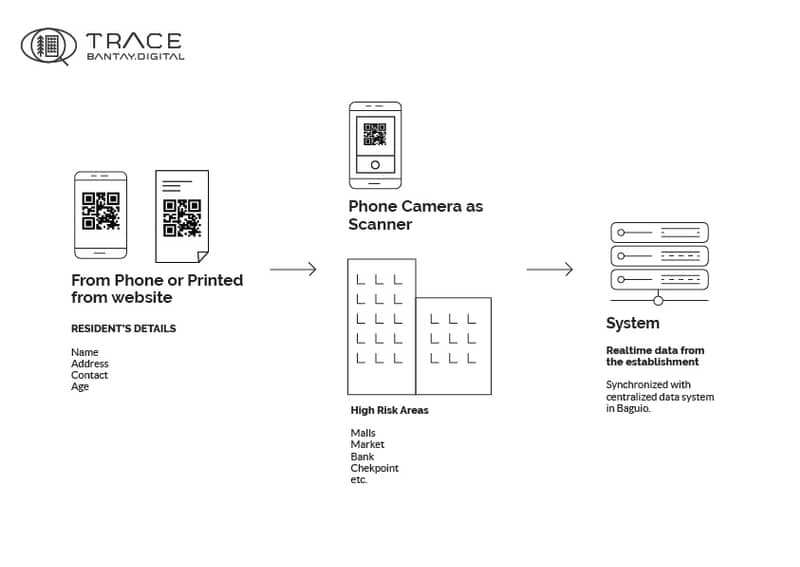 TRACE
BANTAY.DIGITAL
From Phone or Printed
from website
RESIDENT'S DETAILS
Name
Address
Contact
Age
Phone Camera as
Scanner
High Risk Areas
Malls
Market
Bank
Chekpoint
etc.
System
Realtime data from
the establishment
Synchronized with
centralized data system
in Baguio.